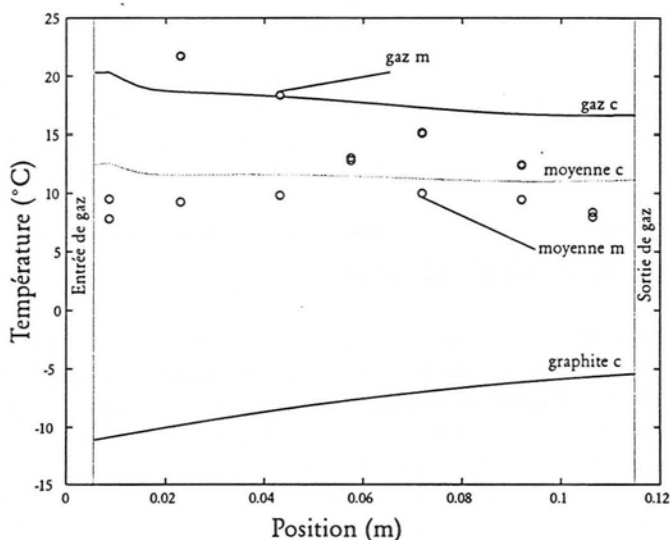 25
20
15
10
5
0
-5
-10
-15
Température (°C)
Entrée de gaz
gaz m
gaz c
moyenne c
moyenne m
graphite c
Sortie de gaz
0
0.02
0.04
0.06
0.08
0.1
0.12
Position (m)